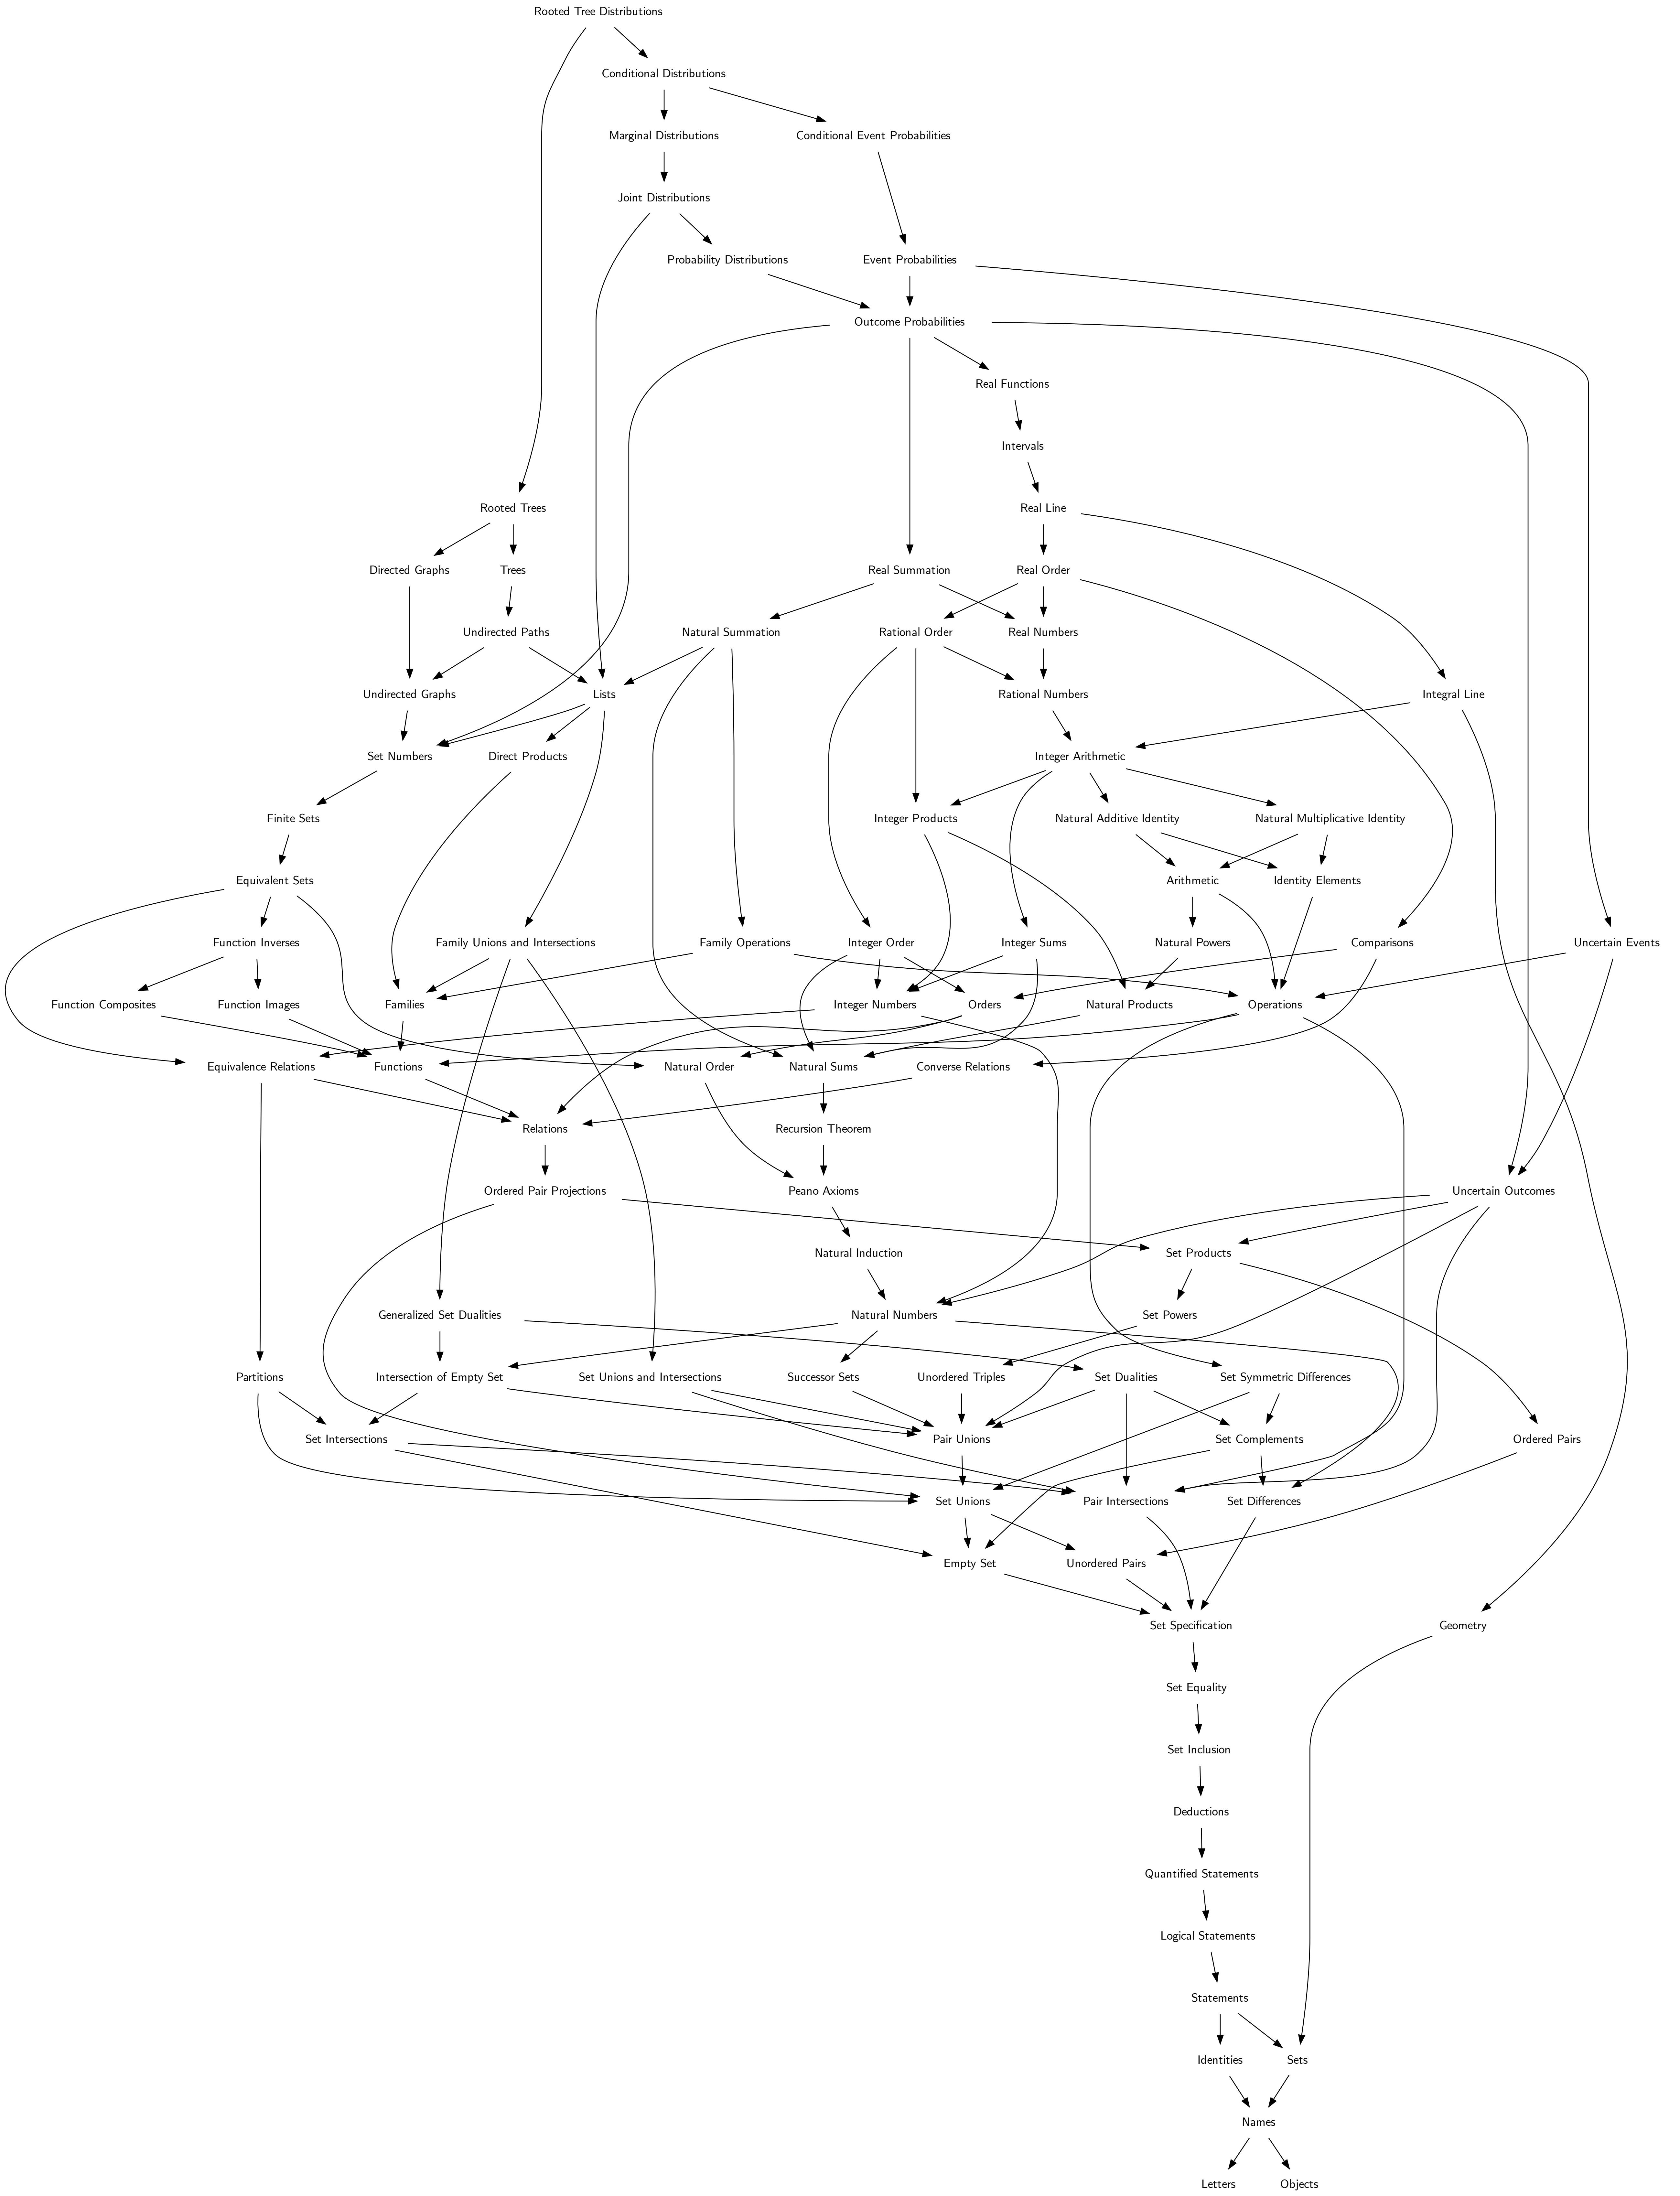 Rooted Tree Distributions
Conditional Distributions
Marginal Distributions
Conditional Event Probabilities
Joint Distributions
Probability Distributions
Event Probabilities
Outcome Probabilities
Real Functions
Intervals
Rooted Trees
Real Line
Directed Graphs
Trees
Real Summation
Real Order
Undirected Paths
Natural Summation
Rational Order
Real Numbers
Undirected Graphs
Lists
Rational Numbers
Integral Line
Set Numbers
Direct Products
Integer Arithmetic
Finite Sets
Integer Products
Natural Additive Identity
Natural Multiplicative Identity
Equivalent Sets
Arithmetic
Identity Elements
Function Inverses
Family Unions and Intersections
Family Operations
Integer Order
Integer Sums
Natural Powers
Comparisons
Uncertain Events
Function Composites
Function Images
Families
Integer Numbers
Orders
Natural Products
Operations
Equivalence Relations
Functions
Natural Order
Natural Sums
Converse Relations
Relations
Recursion Theorem
Ordered Pair Projections
Peano Axioms
Uncertain Outcomes
Natural Induction
Set Products
Generalized Set Dualities
Natural Numbers
Set Powers
Partitions
Intersection of Empty Set
Set Unions and Intersections
Successor Sets
Unordered Triples
Set Dualities
Set Symmetric Differences
Set Intersections
Pair Unions
Set Complements
Ordered Pairs
Set Unions
Pair Intersections
Set Differences
Empty Set
Unordered Pairs
Set Specification
Geometry
Set Equality
Set Inclusion
Deductions
Quantified Statements
Logical Statements
Statements
Identities
Sets
Names
Letters
Objects